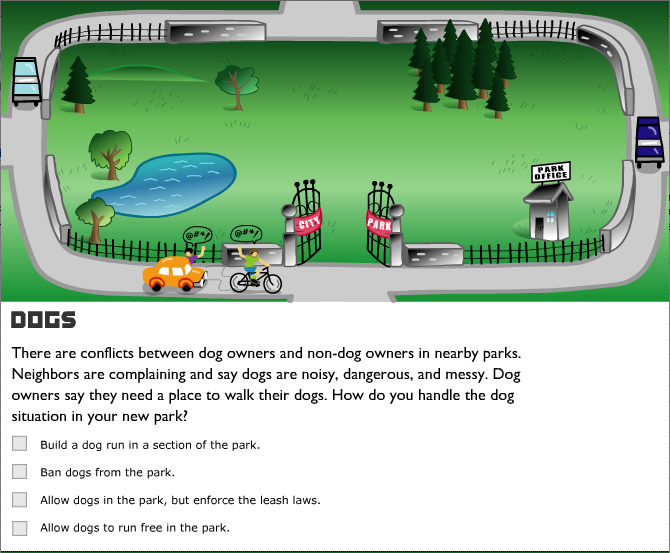 PARK
OFFICE
CITY
PARK
@#*!
@#*!
DOGS
There are conflicts between dog owners and non-dog owners in nearby parks.
Neighbors are complaining and say dogs are noisy, dangerous, and messy. Dog
owners say they need a place to walk their dogs. How do you handle the dog
situation in your new park?
Build a dog run in a section of the park.
Ban dogs from the park.
Allow dogs in the park, but enforce the leash laws.
Allow dogs to run free in the park.